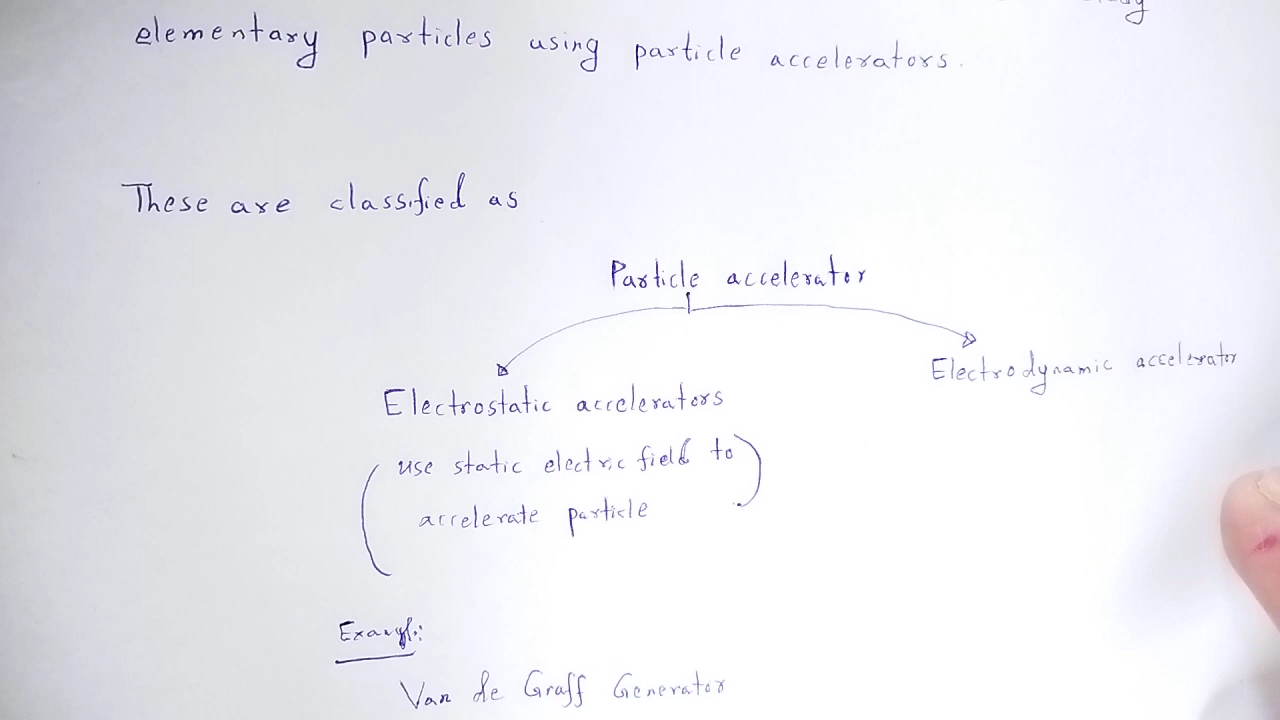 elementary particles using particle accelerators.
These are classified as
Particle accelerator
Electrostatic accelerators
Electrodynamic accelerator
(use static electric field to
accelerate particle)
Van de Graff Generator